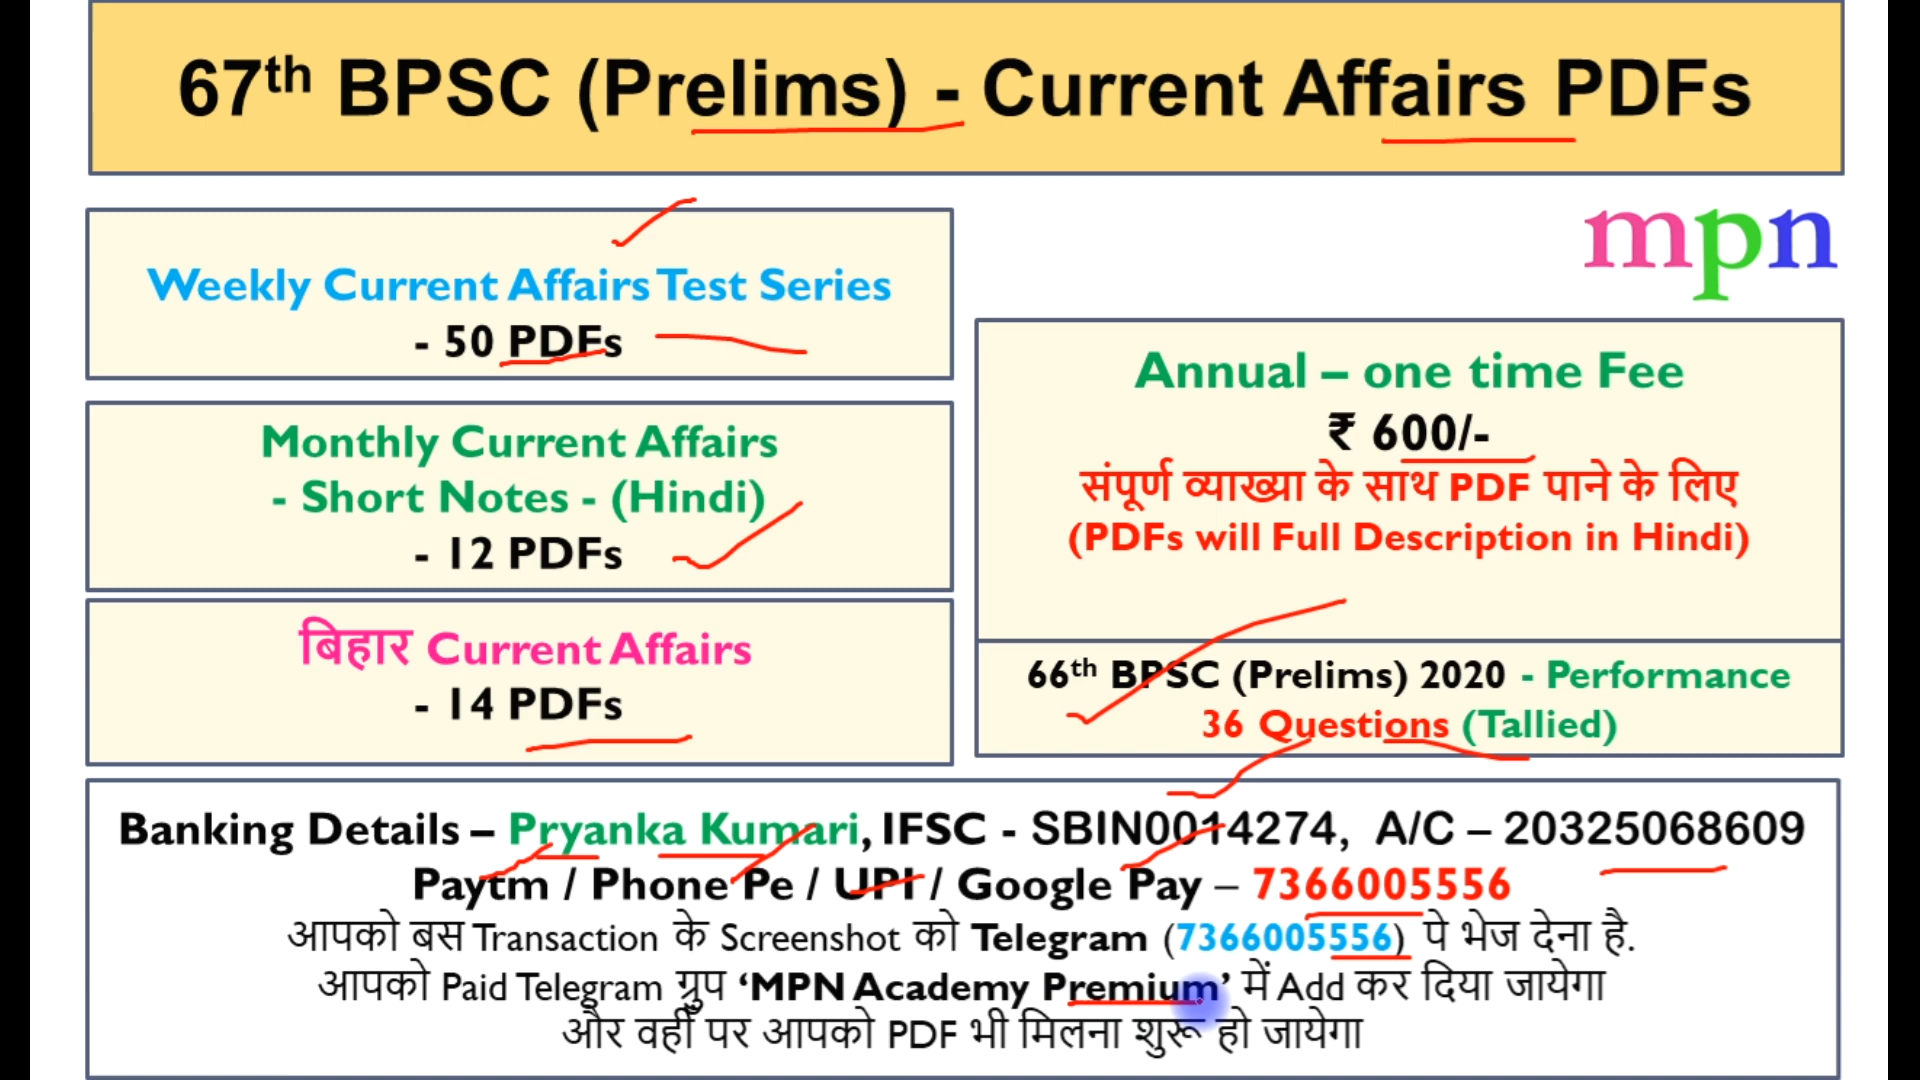 67th BPSC (Prelims) - Current Affairs PDFs
mpn
Weekly Current Affairs Test Series
- 50 PDFs
Monthly Current Affairs
- Short Notes - (Hindi)
- 12 PDFs
बिहार Current Affairs
- 14 PDFs
Annual – one time Fee
₹ 600/-
संपूर्ण व्याख्या के साथ PDF पाने के लिए
(PDFs will Full Description in Hindi)
66th BPSC (Prelims) 2020 - Performance
36 Questions (Tallied)
Banking Details – Pryanka Kumari, IFSC - SBIN0014274, A/C – 20325068609
Paytm / Phone Pe / UPI / Google Pay – 7366005556
आपको बस Transaction के Screenshot को Telegram (7366005556) पे भेज देना है.
आपको Paid Telegram ग्रुप ‘MPN Academy Premium’ में Add कर दिया जायेगा
और वहीं पर आपको PDF भी मिलना शुरू हो जायेगा